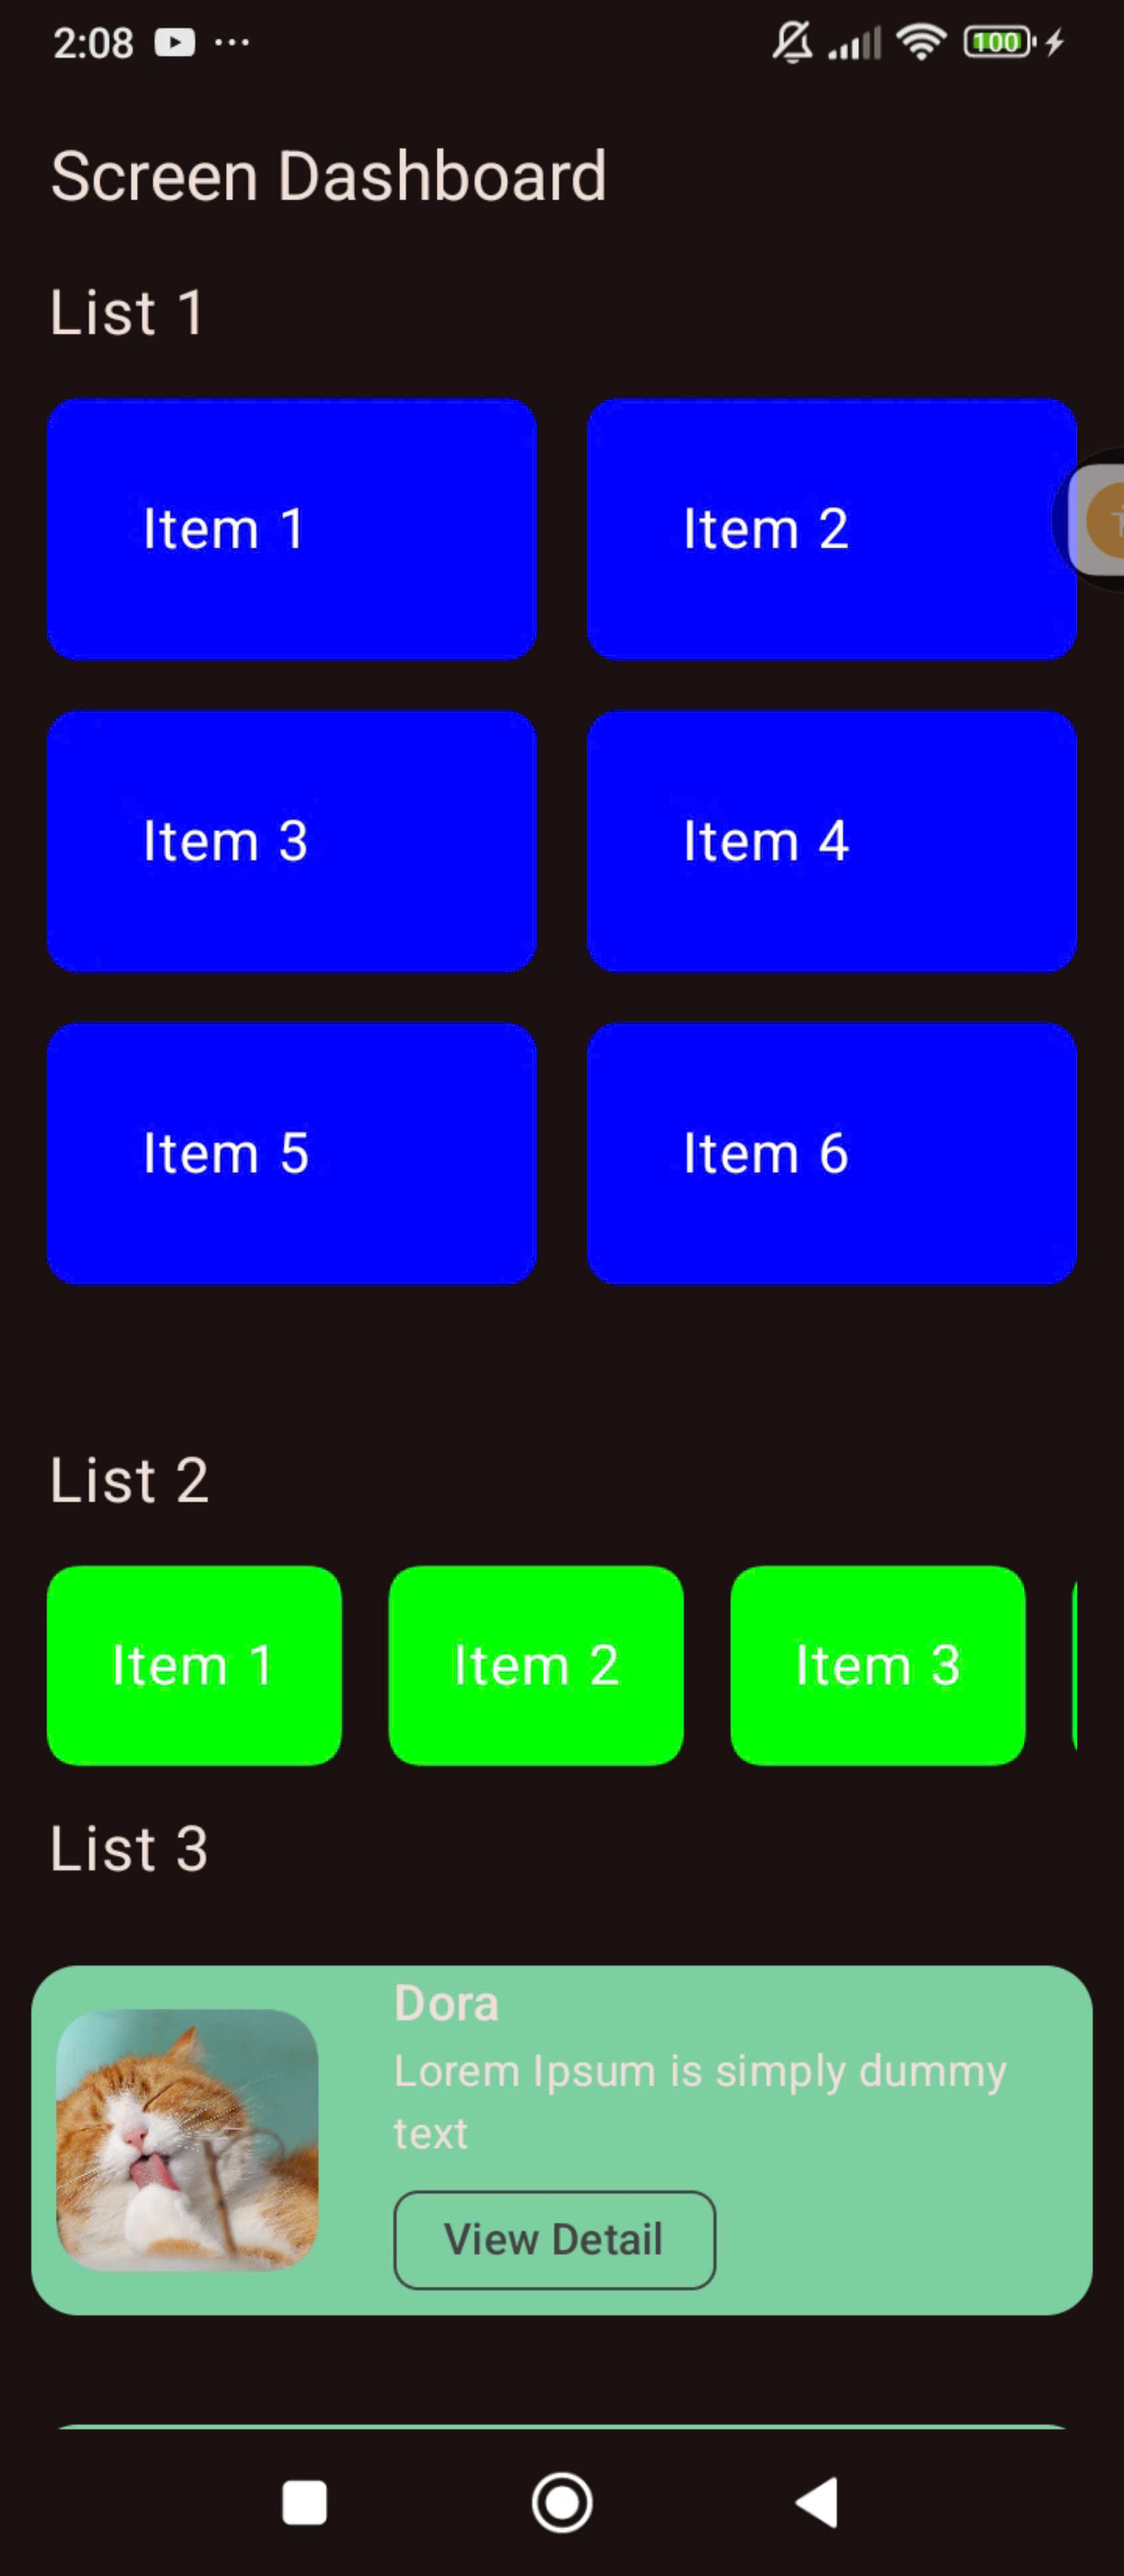 2:08
100
Screen Dashboard
List 1
Item 1
Item 2
Item 3
Item 4
Item 5
Item 6
List 2
Item 1
Item 2
Item 3
List 3
Dora
Lorem Ipsum is simply dummy
text
View Detail